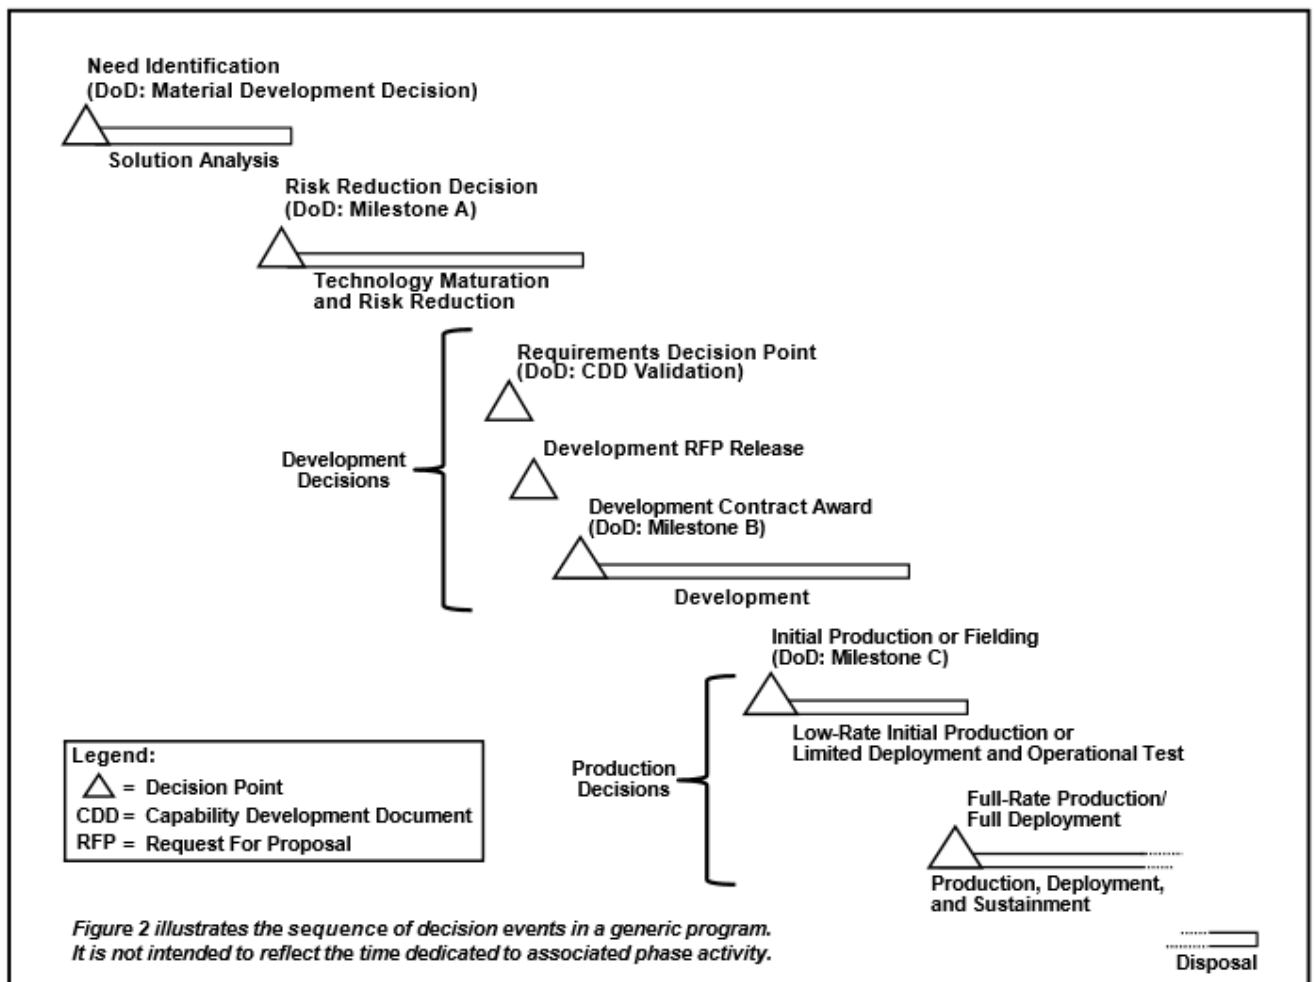 Need Identification
(DoD: Material Development Decision)
Solution Analysis
Risk Reduction Decision
(DoD: Milestone A)
Technology Maturation
and Risk Reduction
Requirements Decision Point
(DoD: CDD Validation)
Development
Decisions
Development RFP Release
Development Contract Award
(DoD: Milestone B)
Development
Initial Production or Fielding
(DoD: Milestone C)
Low-Rate Initial Production or
Limited Deployment and Operational Test
Production
Decisions
Full-Rate Production/
Full Deployment
Production, Deployment,
and Sustainment
Disposal
Legend:
= Decision Point
CDD = Capability Development Document
RFP = Request For Proposal
Figure 2 illustrates the sequence of decision events in a generic program.
It is not intended to reflect the time dedicated to associated phase activity.